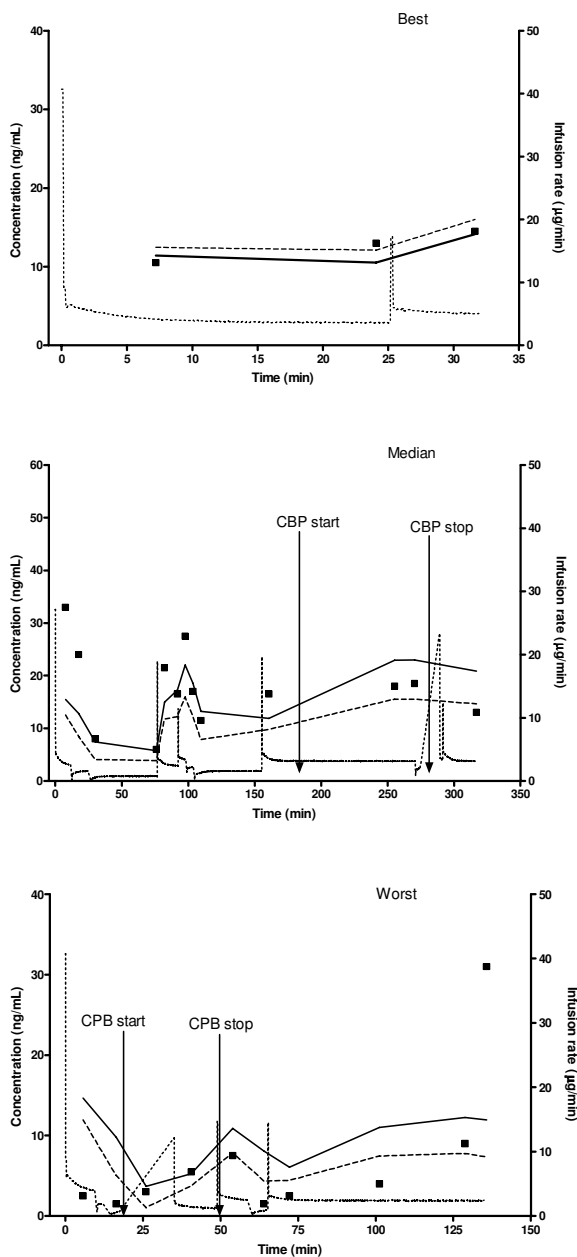 Best
40
30
20
10
0
50
40
30
20
10
0
Concentration (ng/mL)
Infusion rate (µg/min)
0 5 10 15 20 25 30 35
Time (min)
Median
60
50
40
30
20
10
0
50
40
30
20
10
0
CBP start
CBP stop
Concentration (ng/mL)
Infusion rate (µg/min)
0 50 100 150 200 250 300 350
Time (min)
Worst
40
30
20
10
0
50
40
30
20
10
0
CPB start
CPB stop
Concentration (ng/mL)
Infusion rate (µg/min)
0 25 50 75 100 125 150
Time (min)